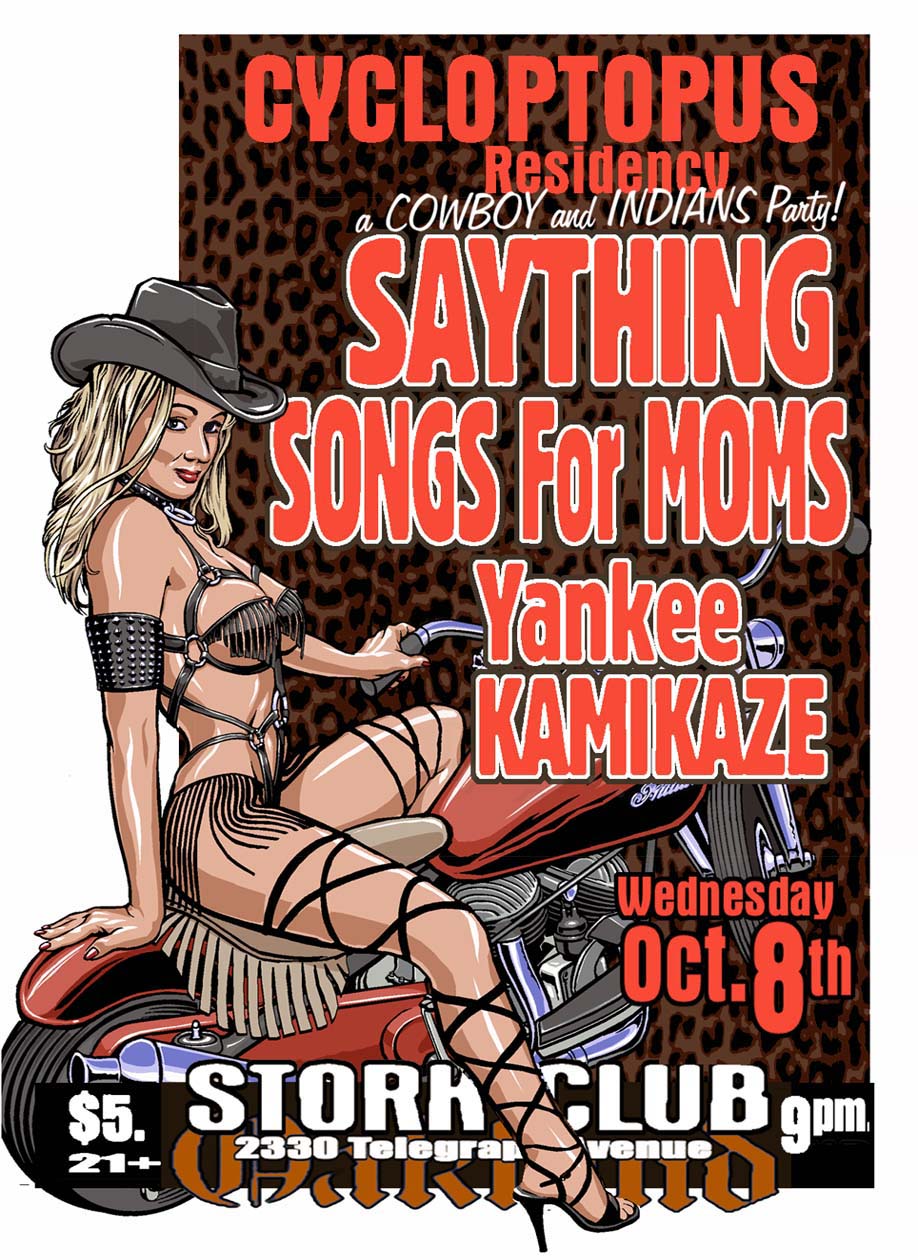 CYCLOPTOPUS
Residency
a COWBOY and INDIANS Party!
SAYTHING
SONGS For MOMS
Yankee
KAMIKAZE
Indian
Wednesday
Oct. 8th
$5.
21+
STORK CLUB
2330 Telegraph Avenue
Oakland
9pm.